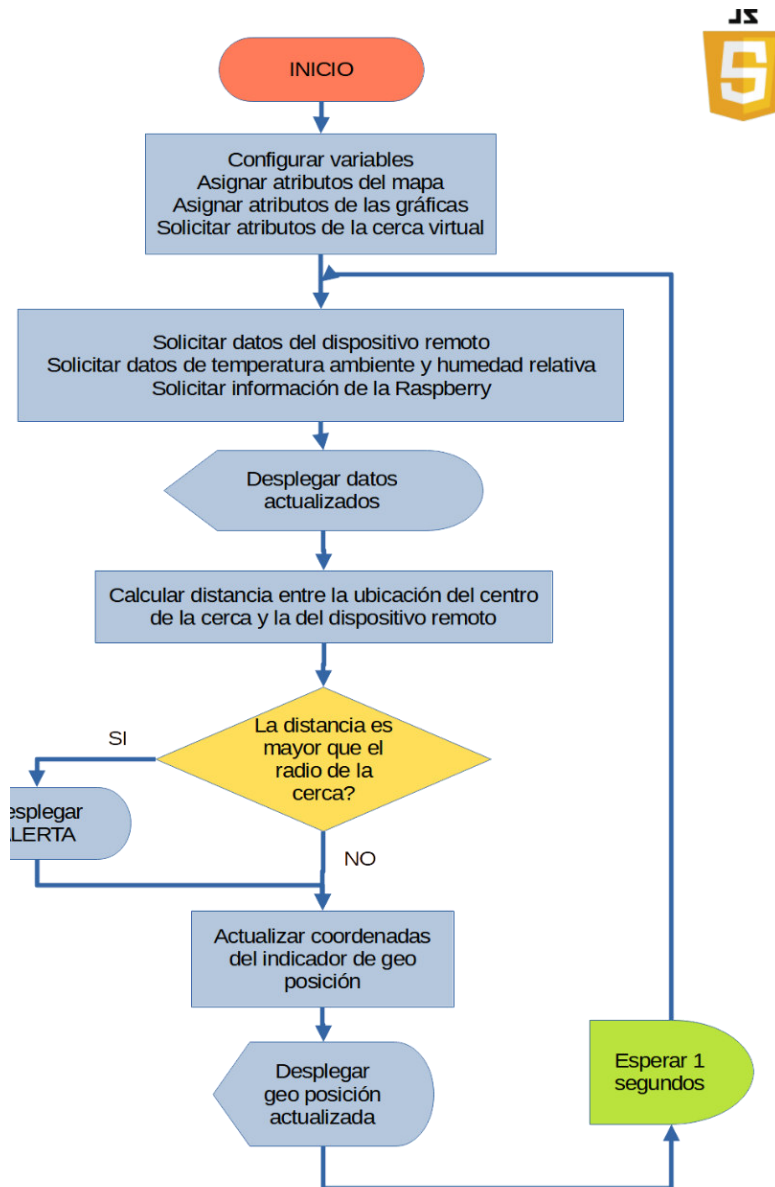 JS
INICIO
Configurar variables
Asignar atributos del mapa
Asignar atributos de las gráficas
Solicitar atributos de la cerca virtual
Solicitar datos del dispositivo remoto
Solicitar datos de temperatura ambiente y humedad relativa
Solicitar información de la Raspberry
Desplegar datos
actualizados
Calcular distancia entre la ubicación del centro
de la cerca y la del dispositivo remoto
La distancia es
mayor que el
radio de la
cerca?
SI
esplegar
LERTA
NO
Actualizar coordenadas
del indicador de geo
posición
Desplegar
geo posición
actualizada
Esperar 1
segundos